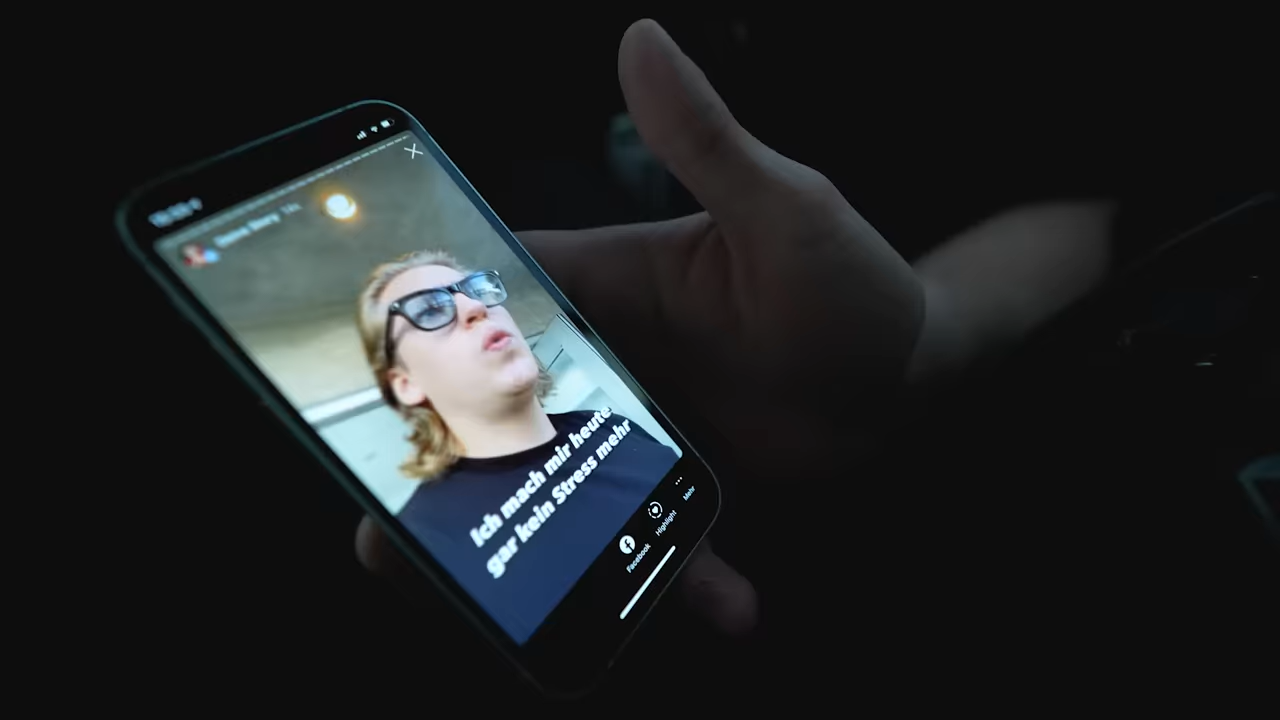 Ich mach mir heute
gar kein Stress mehr
Facebook
Highlight
Mehr